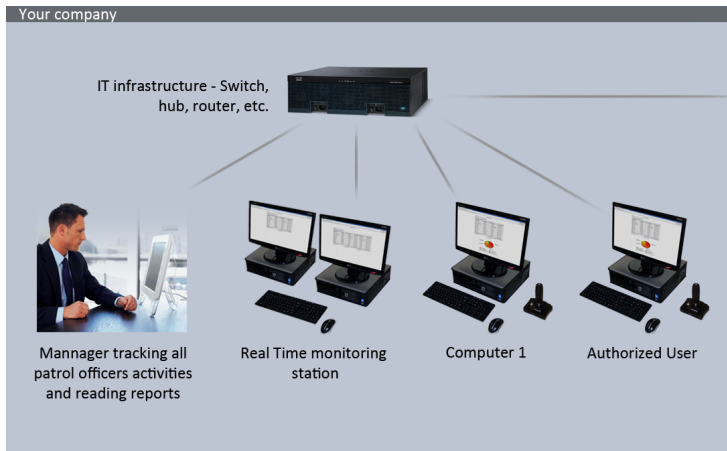 Your company
IT infrastructure - Switch,
hub, router, etc.
Mannager tracking all
patrol officers activities
and reading reports
Real Time monitoring
station
Computer 1
Authorized User